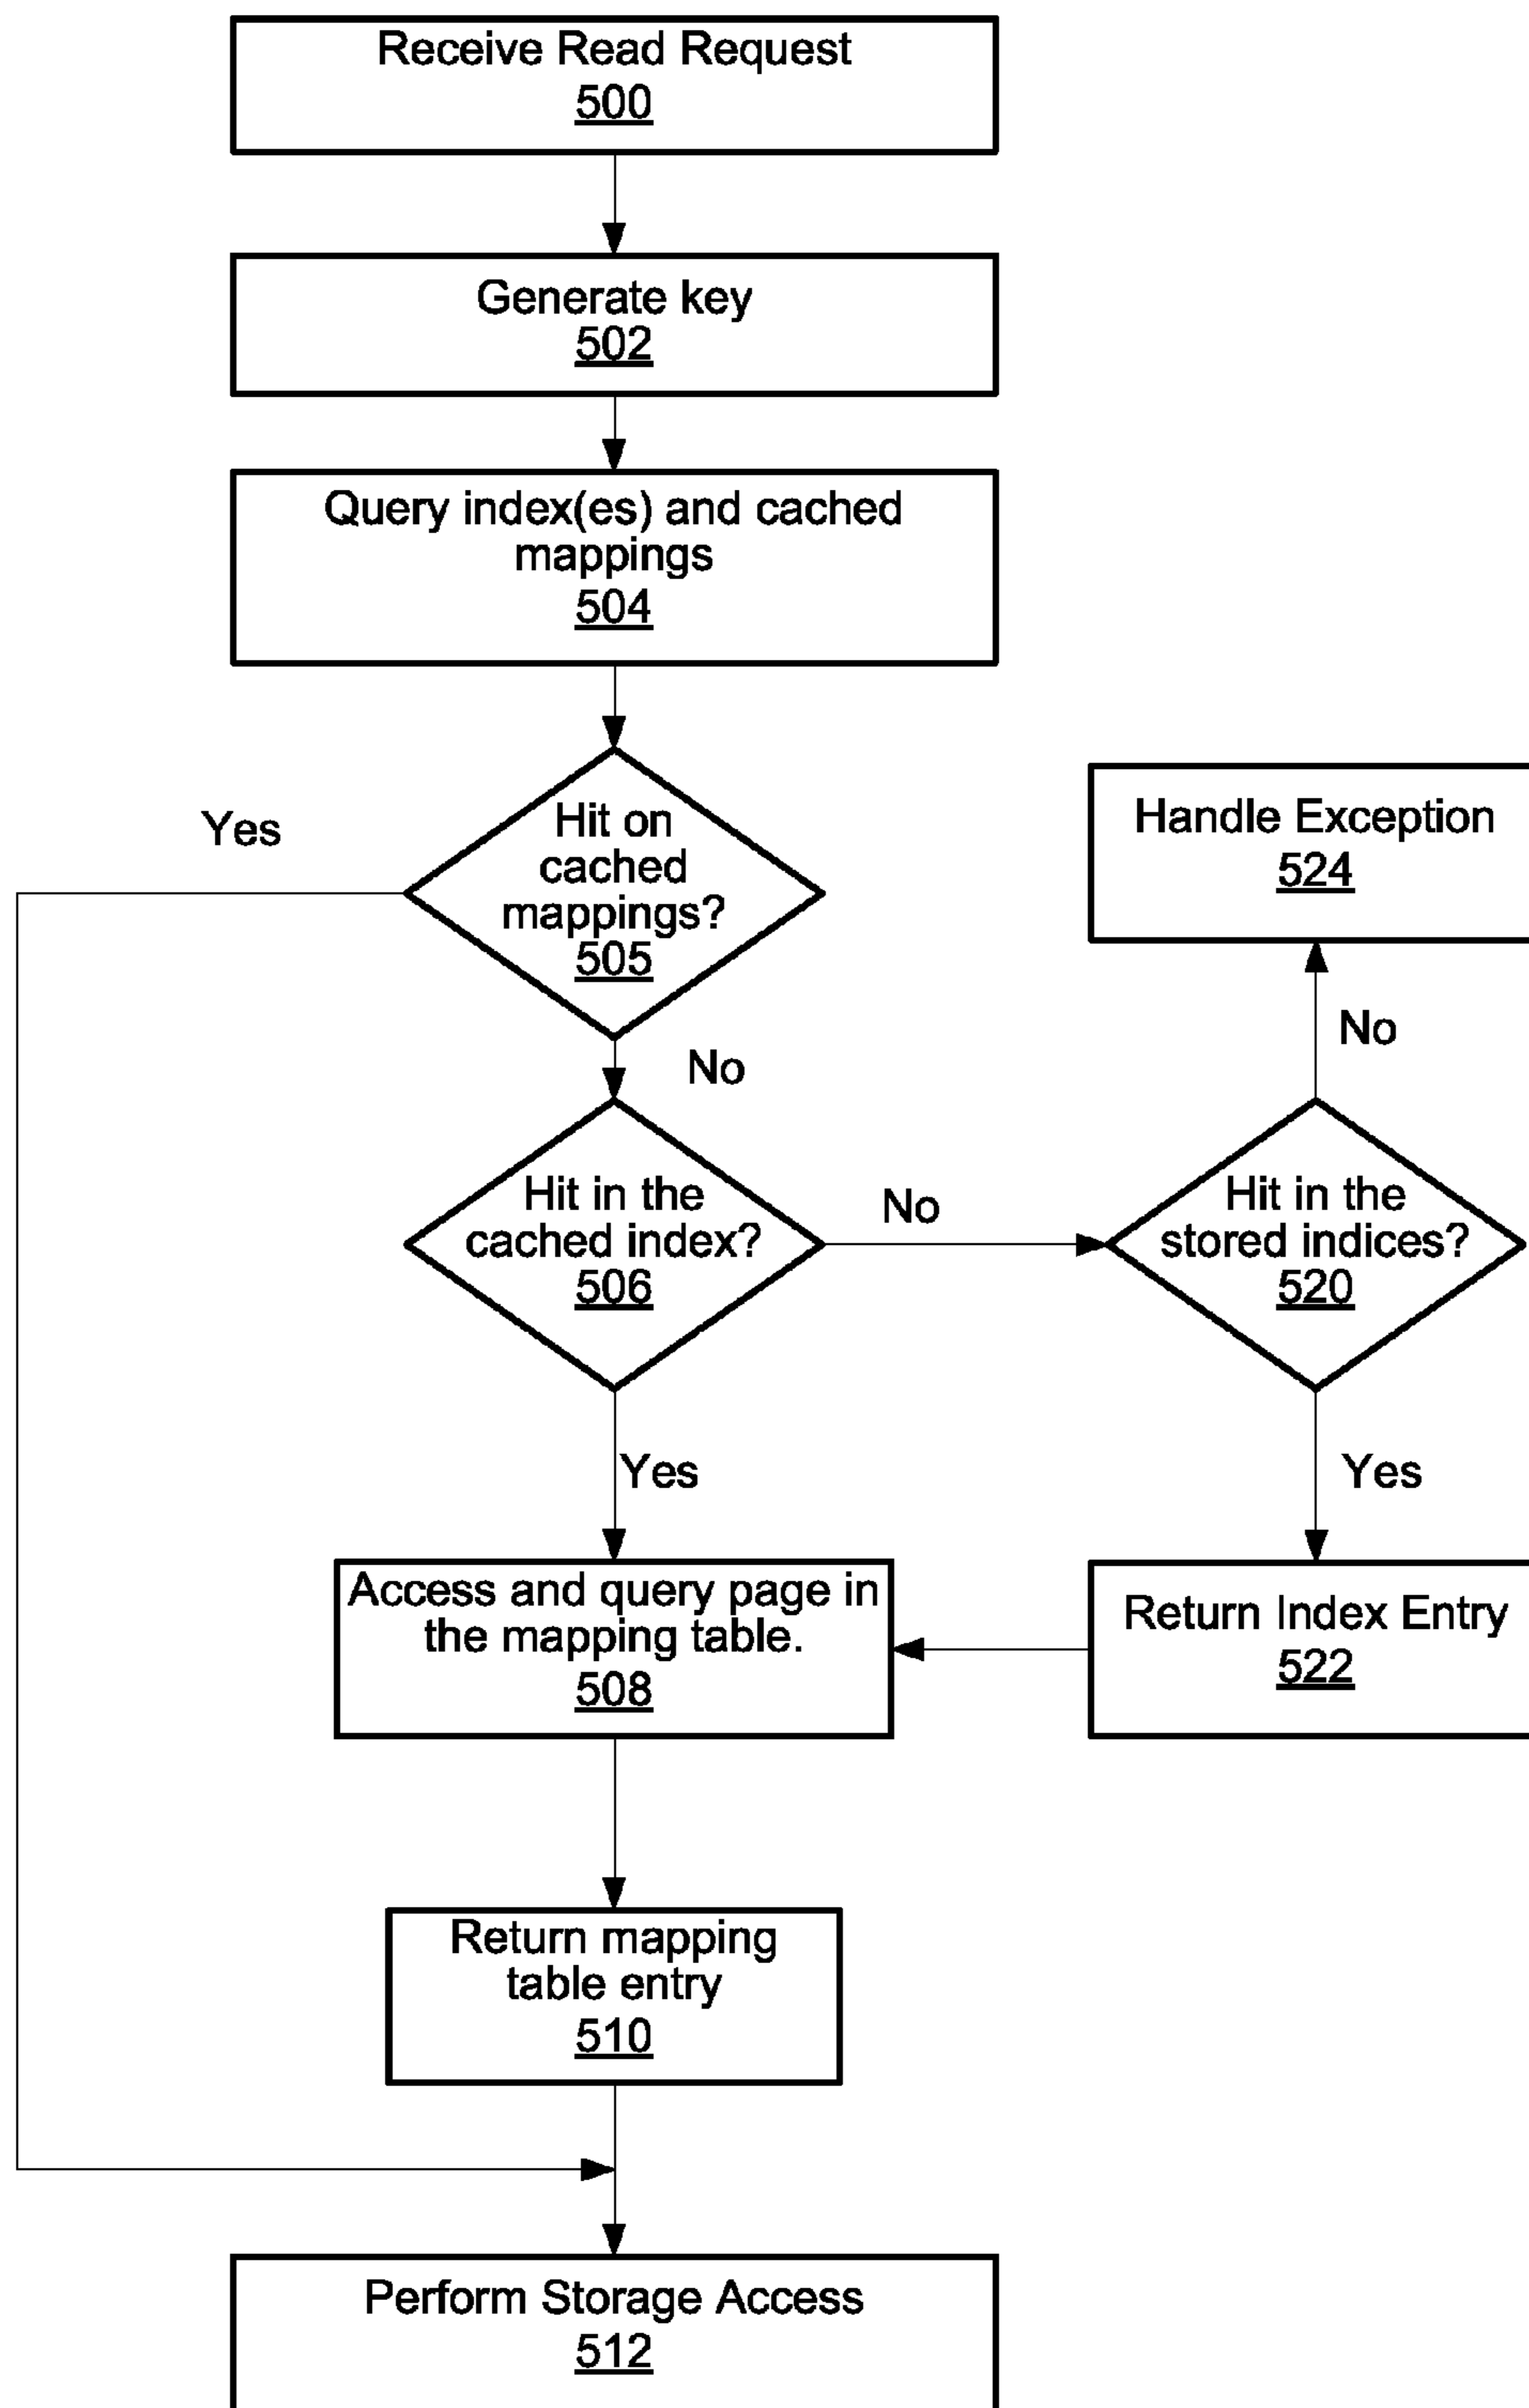 Receive Read Request
500
Generate key
502
Query index(es) and cached
mappings
504
Hit on
cached
mappings?
505
Yes
No
Handle Exception
524
No
Hit in the
cached index?
506
No
Hit in the
stored indices?
520
Yes
Yes
Access and query page in
the mapping table.
508
Return Index Entry
522
Return mapping
table entry
510
Perform Storage Access
512